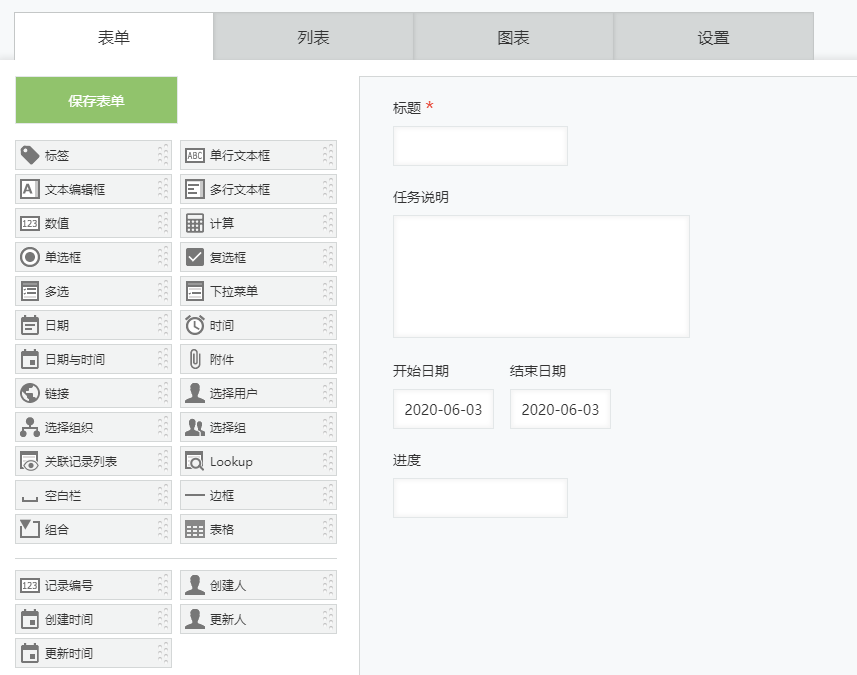 表单
列表
图表
设置
保存表单
标签
ABC 单行文本框
A 文本编辑框
多行文本框
123 数值
计算
单选框
复选框
多选
下拉菜单
日期
时间
日期与时间
附件
链接
选择用户
选择组织
选择组
关联记录列表
Lookup
空白栏
边框
组合
表格
123 记录编号
创建人
创建时间
更新人
更新时间
标题 *
任务说明
开始日期
结束日期
2020-06-03
2020-06-03
进度